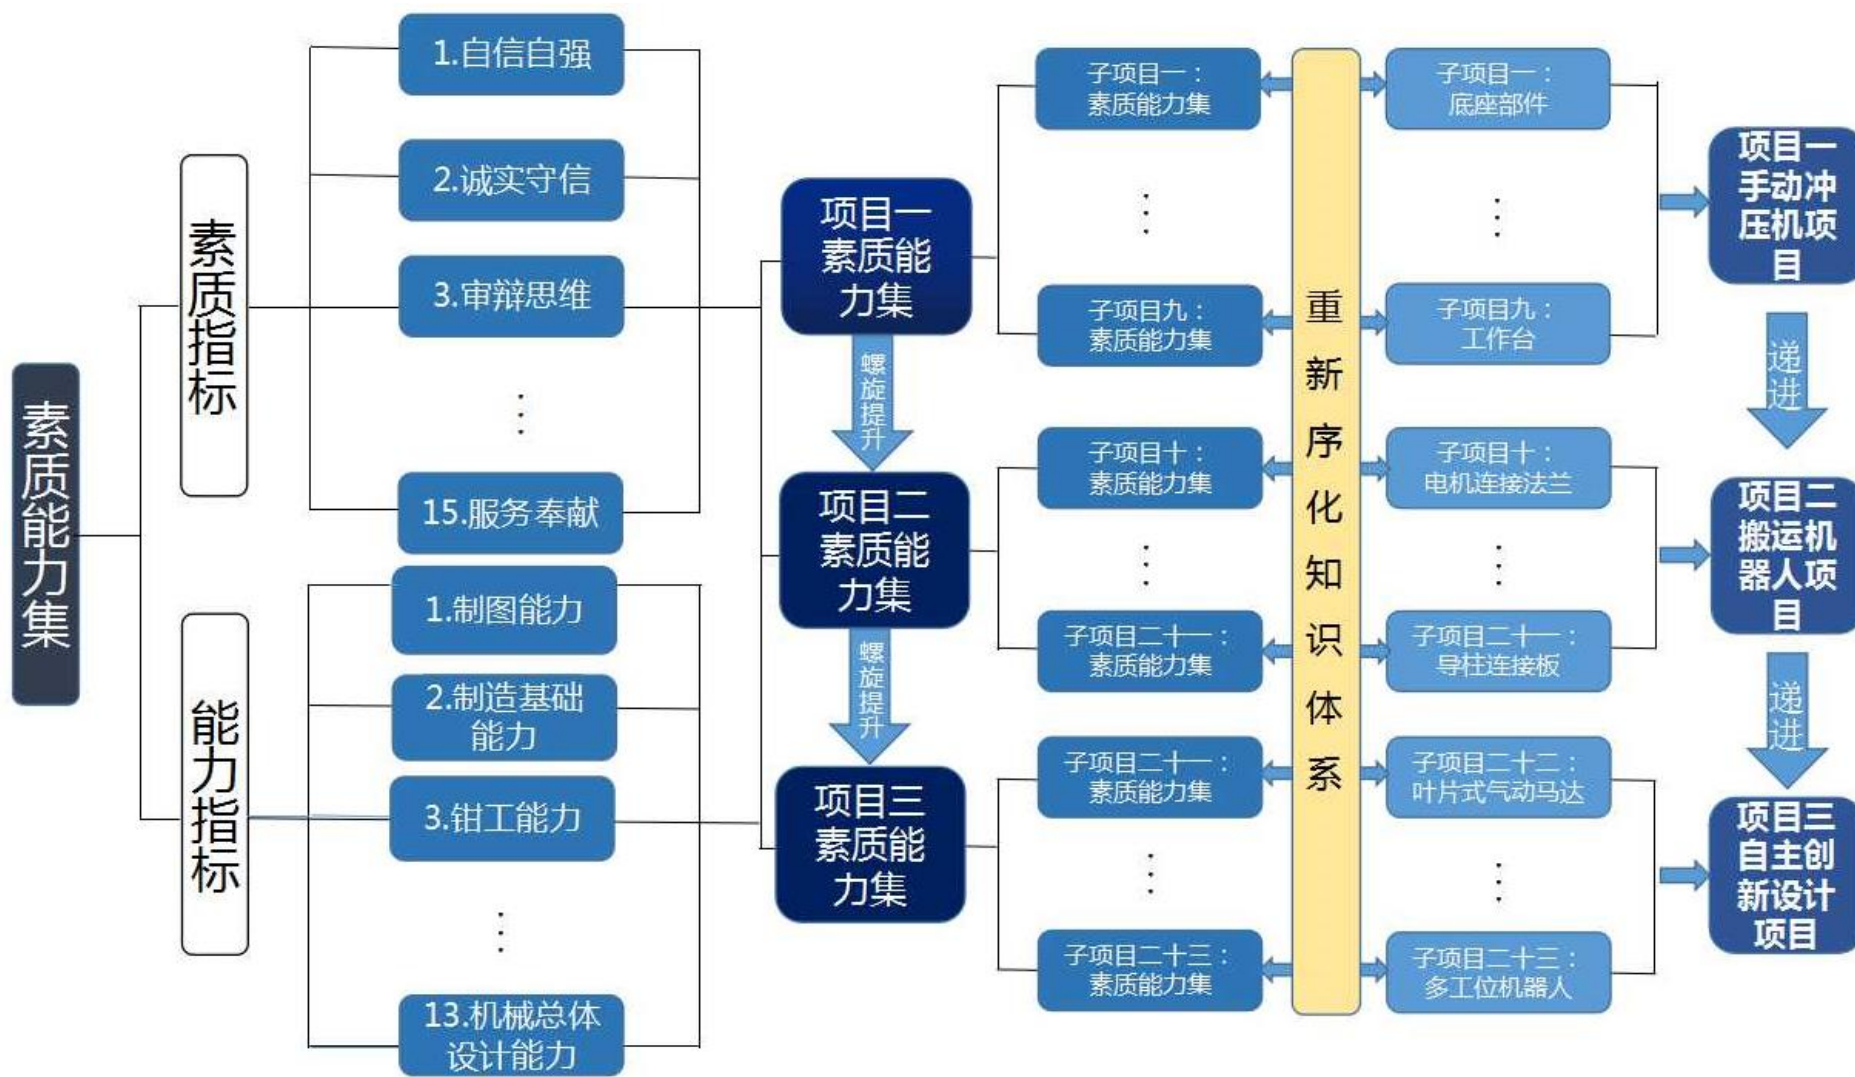 素质能力集
素质指标
能力指标
1.自信自强
2.诚实守信
3.审辩思维
15.服务奉献
1.制图能力
2.制造基础
能力
3.钳工能力
13.机械总体
设计能力
项目一
素质能
力集
螺旋提升
项目二
素质能
力集
螺旋提升
项目三
素质能
力集
子项目一：
素质能力集
子项目九：
素质能力集
子项目十：
素质能力集
子项目二十一：
素质能力集
子项目二十一：
素质能力集
子项目二十三：
素质能力集
重新序化知识体系
子项目一：
底座部件
子项目九：
工作台
子项目十：
电机连接法兰
子项目二十一：
导柱连接板
子项目二十二：
叶片式气动马达
子项目二十三：
多工位机器人
项目一
手动冲
压机项
目
递进
项目二
搬运机
器人项
目
递进
项目三
自主创
新设计
项目